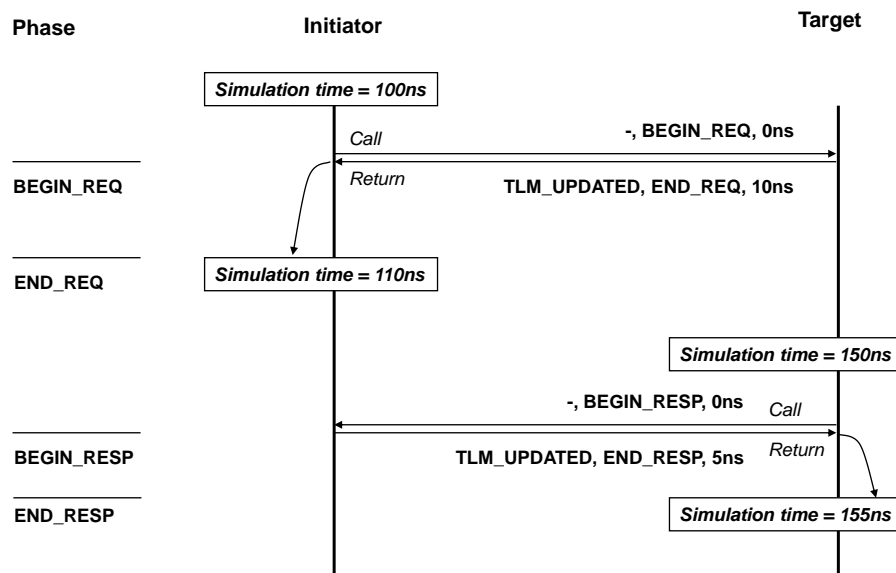 Phase
Initiator
Target
Simulation time = 100ns
-, BEGIN_REQ, 0ns
Call
Return
TLM_UPDATED, END_REQ, 10ns
BEGIN_REQ
Simulation time = 110ns
END_REQ
Simulation time = 150ns
-, BEGIN_RESP, 0ns
Call
BEGIN_RESP
TLM_UPDATED, END_RESP, 5ns
Return
END_RESP
Simulation time = 155ns